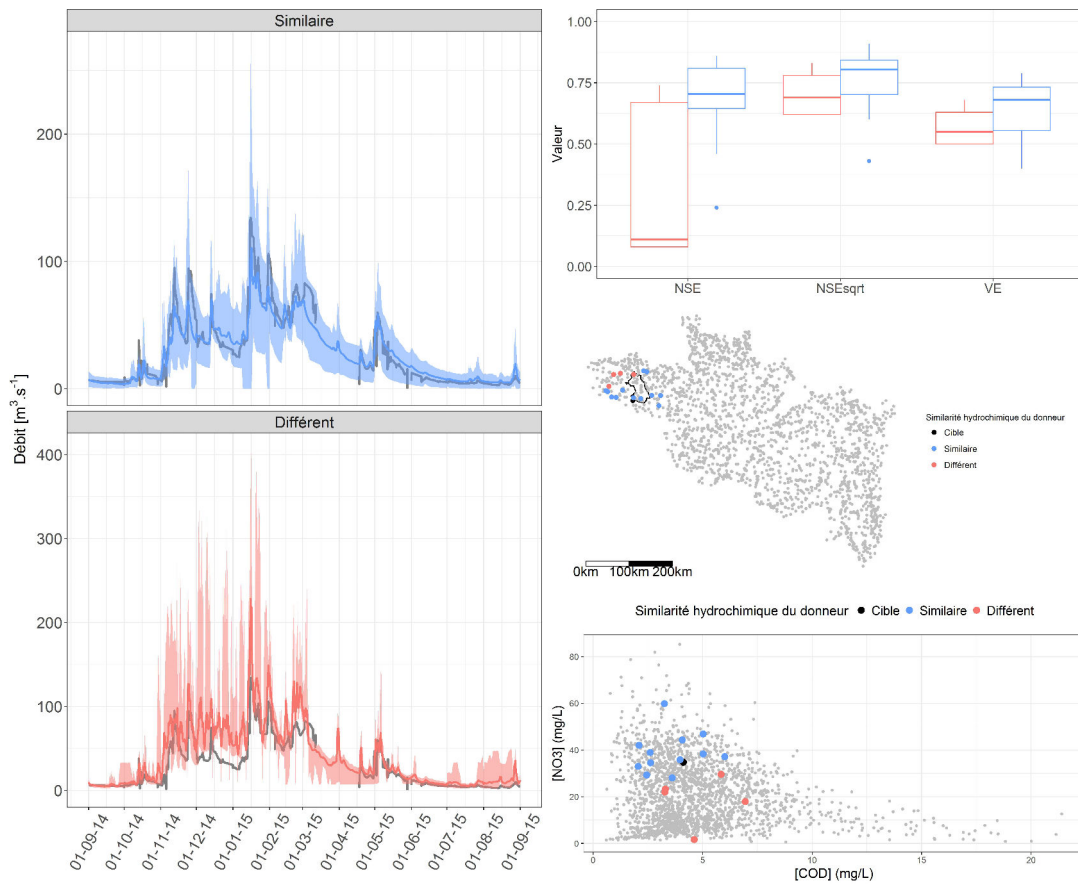 Similaire
200
100
0
Différent
400
300
200
100
0
Débit [m³.s⁻¹]
01-09-14
01-10-14
01-11-14
01-12-14
01-01-15
01-02-15
01-03-15
01-04-15
01-05-15
01-06-15
01-07-15
01-08-15
01-09-15
1.00
0.75
0.50
0.25
0.00
Valeur
NSE
NSEsqrt
VE
Similarité hydrochimique du donneur
Cible
Similaire
Différent
0km 100km 200km
Similarité hydrochimique du donneur Cible Similaire Différent
80
60
40
20
0
[NO3] (mg/L)
0 5 10 15 20
[COD] (mg/L)